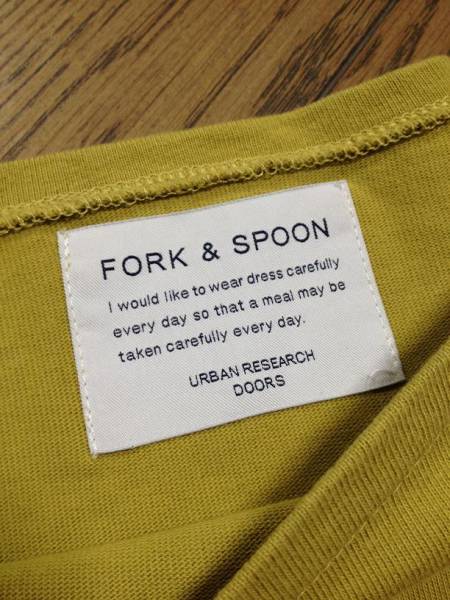 FORK & SPOON
I would like to wear dress carefully
every day so that a meal may be
taken carefully every day.
URBAN RESEARCH
DOORS